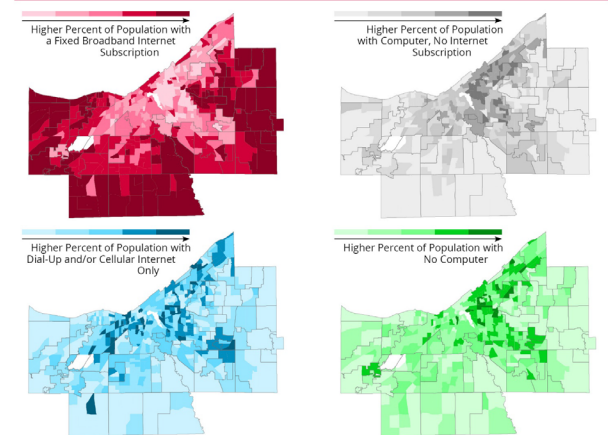 Higher Percent of Population with
a Fixed Broadband Internet
Subscription
Higher Percent of Population
with Computer, No Internet
Subscription
Higher Percent of Population with
Dial-Up and/or Cellular Internet
Only
Higher Percent of Population with
No Computer